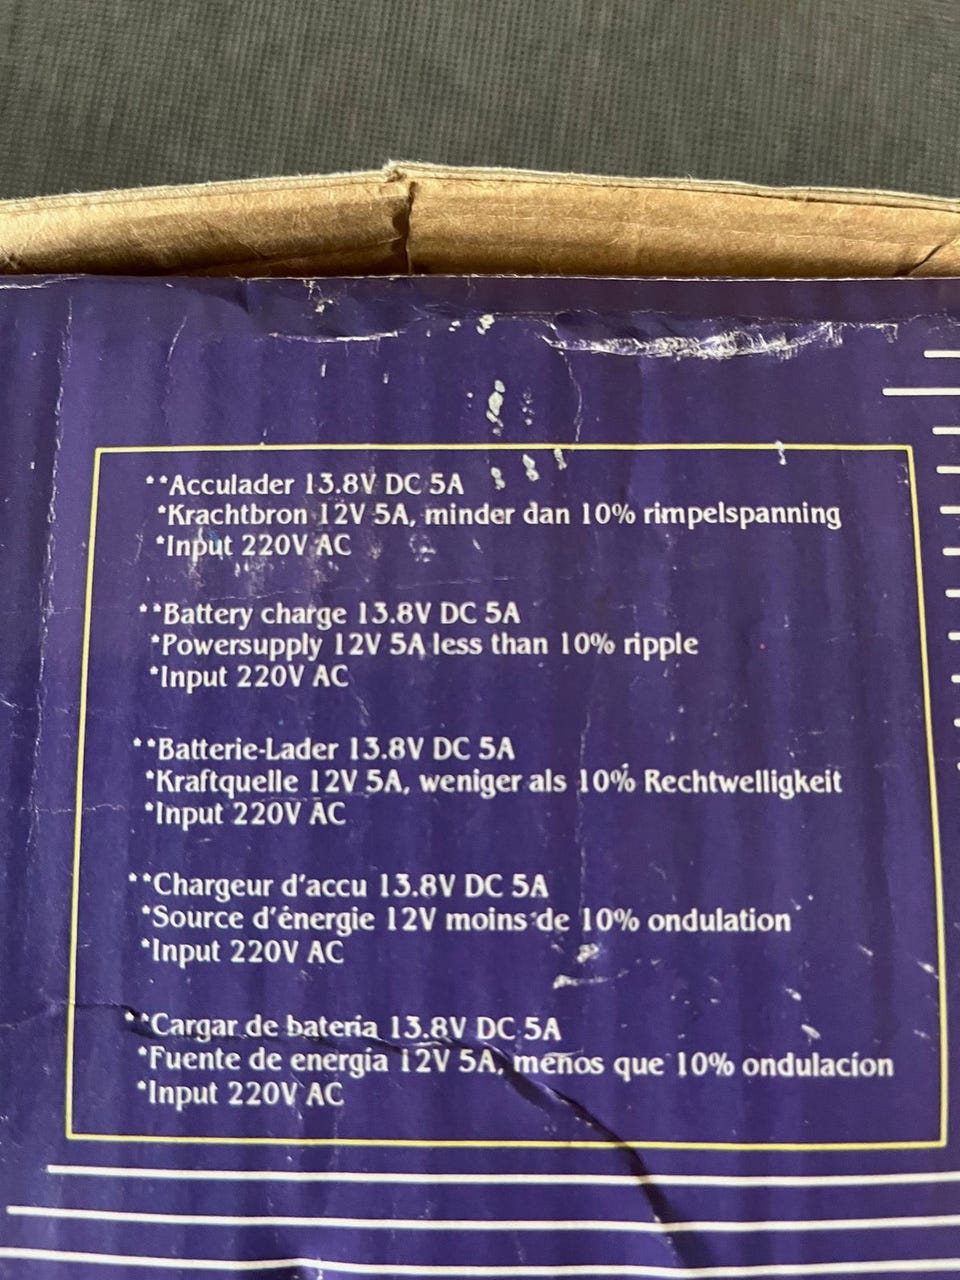 **Acculader 13.8V DC 5A
*Krachtbron 12V 5A, minder dan 10% rimpelspanning
*Input 220V AC
**Battery charge 13.8V DC 5A
*Powersupply 12V 5A less than 10% ripple
*Input 220V AC
**Batterie-Lader 13.8V DC 5A
*Kraftquelle 12V 5A, weniger als 10% Rechtwelligkeit
*Input 220V AC
**Chargeur d'accu 13.8V DC 5A
*Source d'énergie 12V moins de 10% ondulation
*Input 220V AC
**Cargar de bateria 13.8V DC 5A
*Fuente de energia 12V 5A, menos que 10% ondulacion
*Input 220V AC